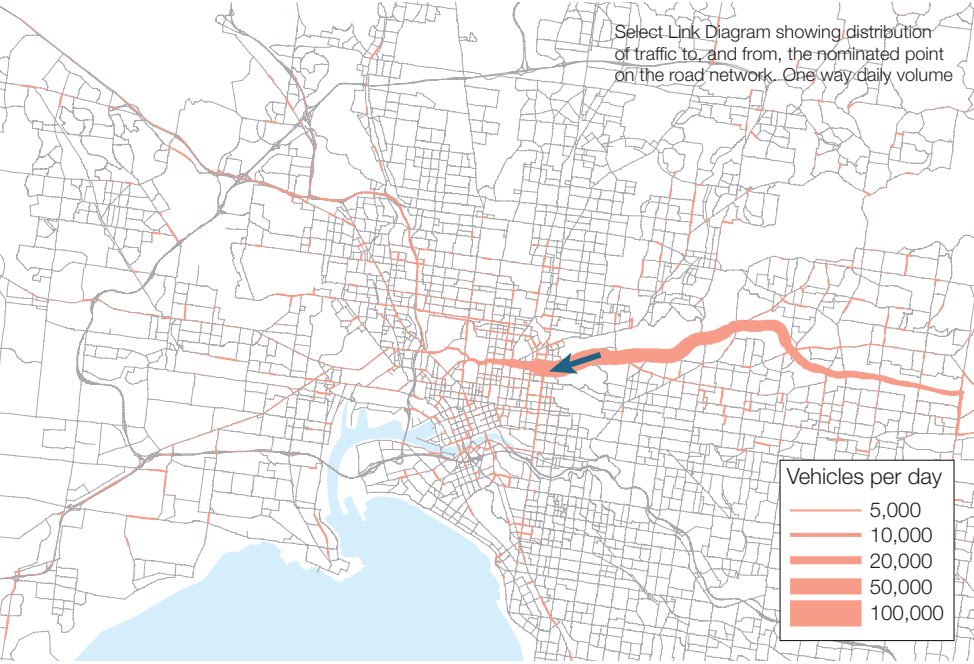 Select Link Diagram showing distribution
of traffic to, and from, the nominated point
on the road network. One way daily volume
Vehicles per day
5,000
10,000
20,000
50,000
100,000